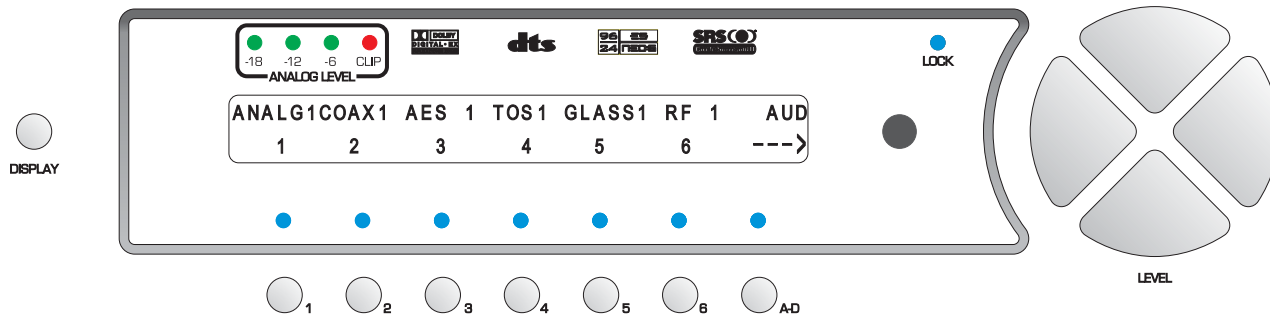 -18 -12 -6 CLIP
ANALOG LEVEL
DOLBY
DIGITAL·EX
dts
96
24
SRS
LOCK
ANALG1COAX1 AES 1 TOS1 GLASS1 RF 1 AUD
1 2 3 4 5 6 --->
DISPLAY
1 2 3 4 5 6 A-D
LEVEL